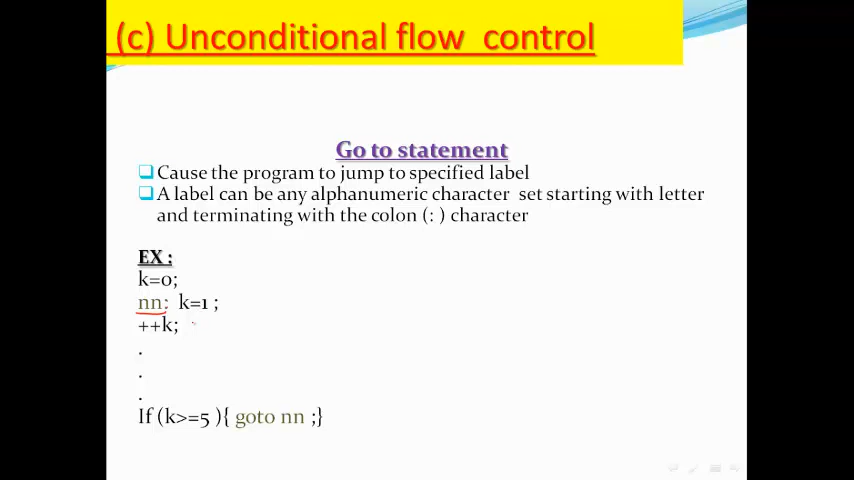 (c) Unconditional flow control
Go to statement
Cause the program to jump to specified label
A label can be any alphanumeric character set starting with letter
and terminating with the colon (: ) character
EX :
k=0;
nn: k=1 ;
++k;
.
.
.
If (k>=5 ){ goto nn ;}